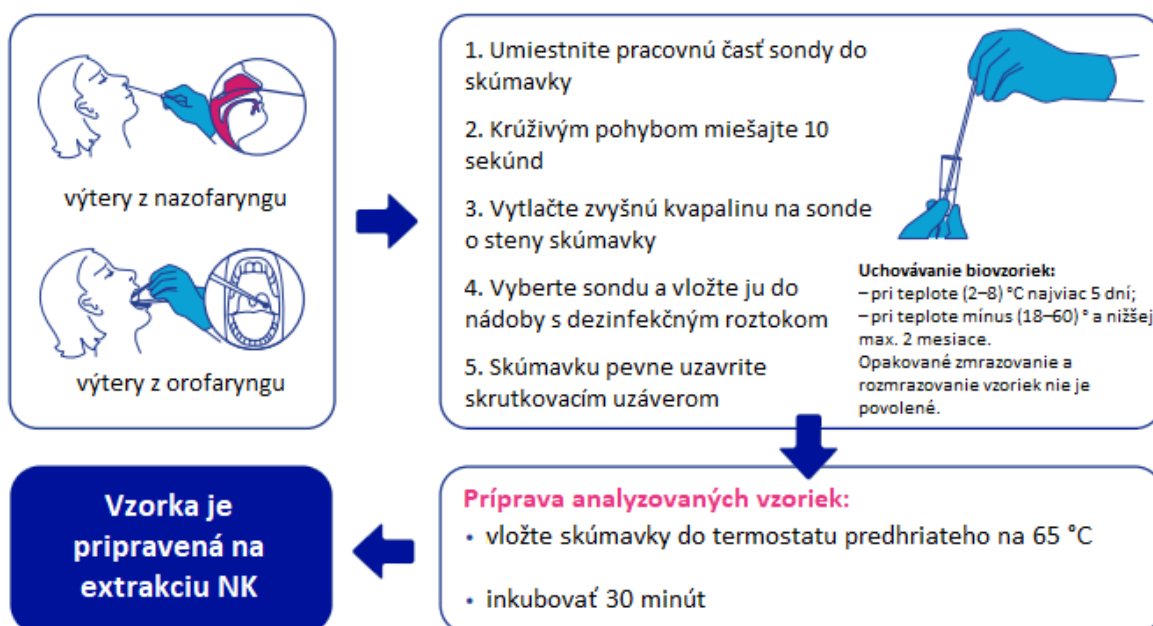 výtery z nazofaryngu
výtery z orofaryngu
1. Umiestnite pracovnú časť sondy do
skúmavky
2. Krúživým pohybom miešajte 10
sekúnd
3. Vytlačte zvyšnú kvapalinu na sonde
o steny skúmavky
4. Vyberte sondu a vložte ju do
nádoby s dezinfekčným roztokom
5. Skúmavku pevne uzavrite
skrutkovacím uzáverom
Uchovávanie biovzoriek:
– pri teplote (2–8) °C najviac 5 dní;
– pri teplote mínus (18–60) ° a nižšej
max. 2 mesiace.
Opakované zmrazovanie a
rozmrazovanie vzoriek nie je
povolené.
Príprava analyzovaných vzoriek:
• vložte skúmavky do termostatu predhriateho na 65 °C
• inkubovať 30 minút
Vzorka je
pripravená na
extrakciu NK